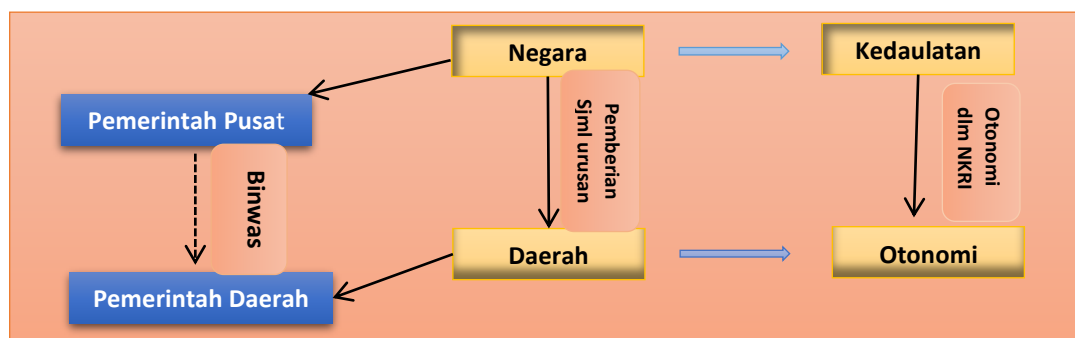 Negara
Kedaulatan
Pemerintah Pusat
Pemberian
Sjml urusan
Otonomi
dlm NKRI
Binwas
Daerah
Otonomi
Pemerintah Daerah